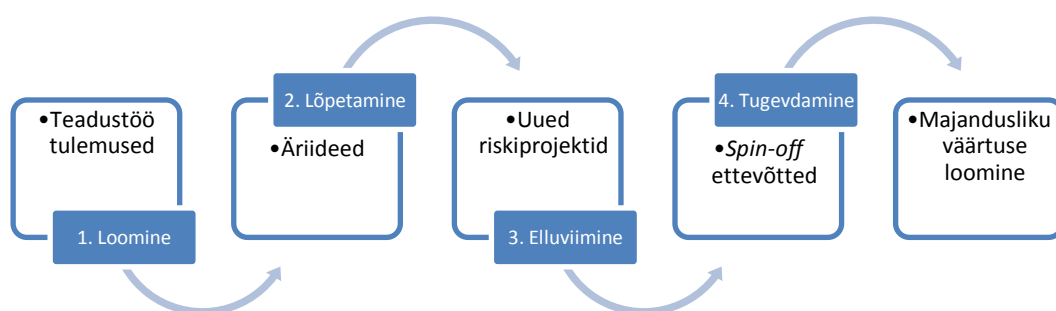 •Teadustöö
tulemused
1. Loomine
2. Lõpetamine
•Äriideed
•Uued
riskiprojektid
3. Elluviimine
4. Tugevdamine
•Spin-off
ettevõtted
•Majandusliku
väärtuse
loomine